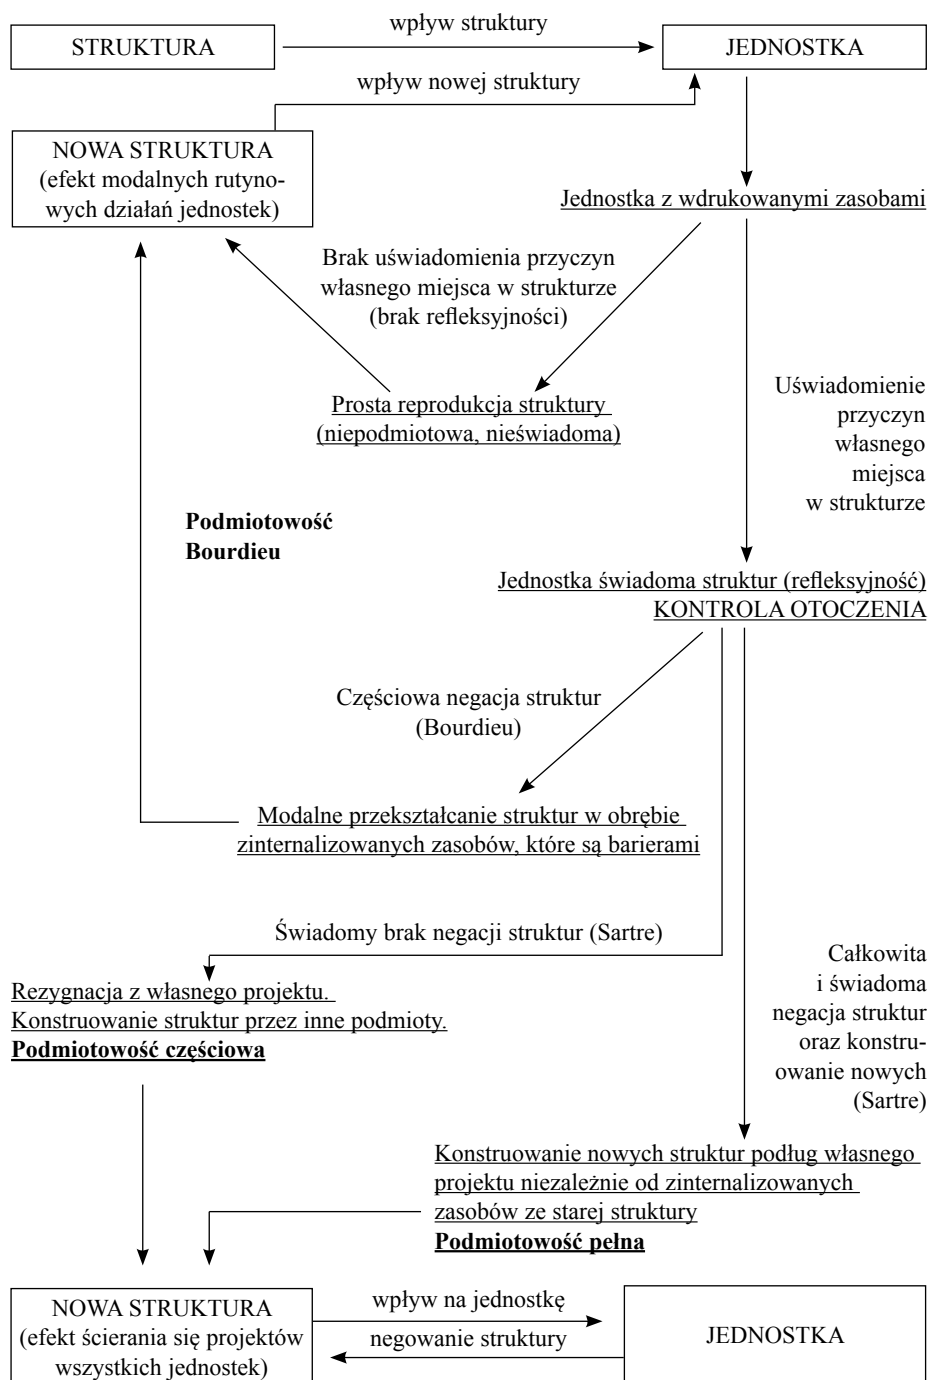 wpływ struktury
STRUKTURA
JEDNOSTKA
wpływ nowej struktury
NOWA STRUKTURA
(efekt modalnych rutyno-
wych działań jednostek)
Jednostka z wdrukowanymi zasobami
Brak uświadomienia przyczyn
własnego miejsca w strukturze
(brak refleksyjności)
Prosta reprodukcja struktury
(niepodmiotowa, nieświadoma)
Uświadomienie
przyczyn
własnego
miejsca
w strukturze
Podmiotowość
Bourdieu
Jednostka świadoma struktur (refleksyjność)
KONTROLA OTOCZENIA
Częściowa negacja struktur
(Bourdieu)
Modalne przekształcanie struktur w obrębie
zinternalizowanych zasobów, które są barierami
Świadomy brak negacji struktur (Sartre)
Rezygnacja z własnego projektu.
Konstruowanie struktur przez inne podmioty.
Podmiotowość częściowa
Całkowita
i świadoma
negacja struktur
oraz konstru-
owanie nowych
(Sartre)
Konstruowanie nowych struktur podług własnego
projektu niezależnie od zinternalizowanych
zasobów ze starej struktury
Podmiotowość pełna
NOWA STRUKTURA
(efekt ścierania się projektów
wszystkich jednostek)
wpływ na jednostkę
negowanie struktury
JEDNOSTKA